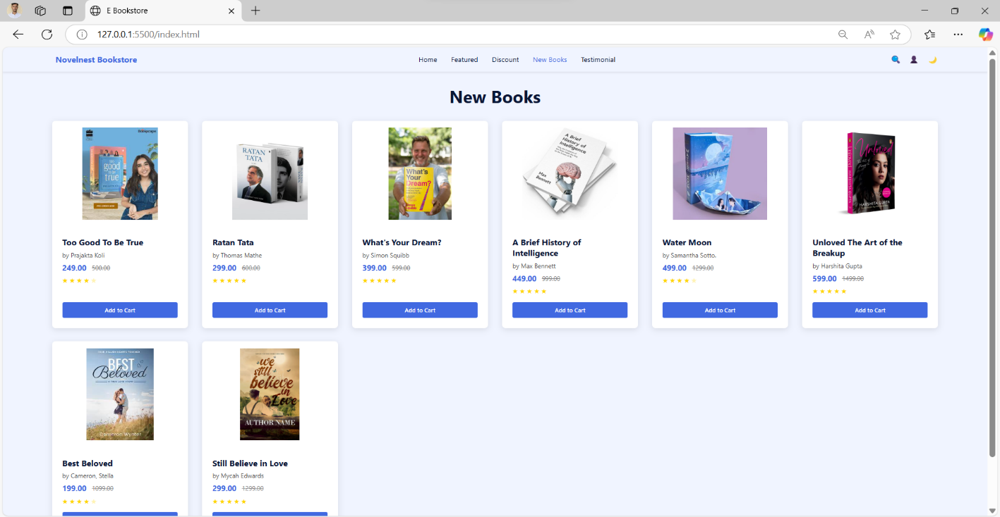 E Bookstore
127.0.0.1:5500/index.html
Novelnest Bookstore
Home
Featured
Discount
New Books
Testimonial
New Books
good
true
RATAN
TATA
What's
Your
Dream?
A Brief
History of
Intelligence
Max
Bennett
Unloved
HARSHITA GUPTA
Too Good To Be True
by Prajakta Koli
249.00 500.00
Add to Cart
Ratan Tata
by Thomas Mathe
299.00 600.00
Add to Cart
What's Your Dream?
by Simon Squibb
399.00 599.00
Add to Cart
A Brief History of
Intelligence
by Max Bennett
449.00 999.00
Add to Cart
Water Moon
by Samantha Sotto.
499.00 1299.00
Add to Cart
Unloved The Art of the
Breakup
by Harshita Gupta
599.00 1499.00
Add to Cart
BEST
Beloved
Cameron Wynter
Best Beloved
by Cameron, Stella
199.00 1099.00
we
still
believe
in
Love
AUTHOR NAME
Still Believe in Love
by Mycah Edwards
299.00 1299.00